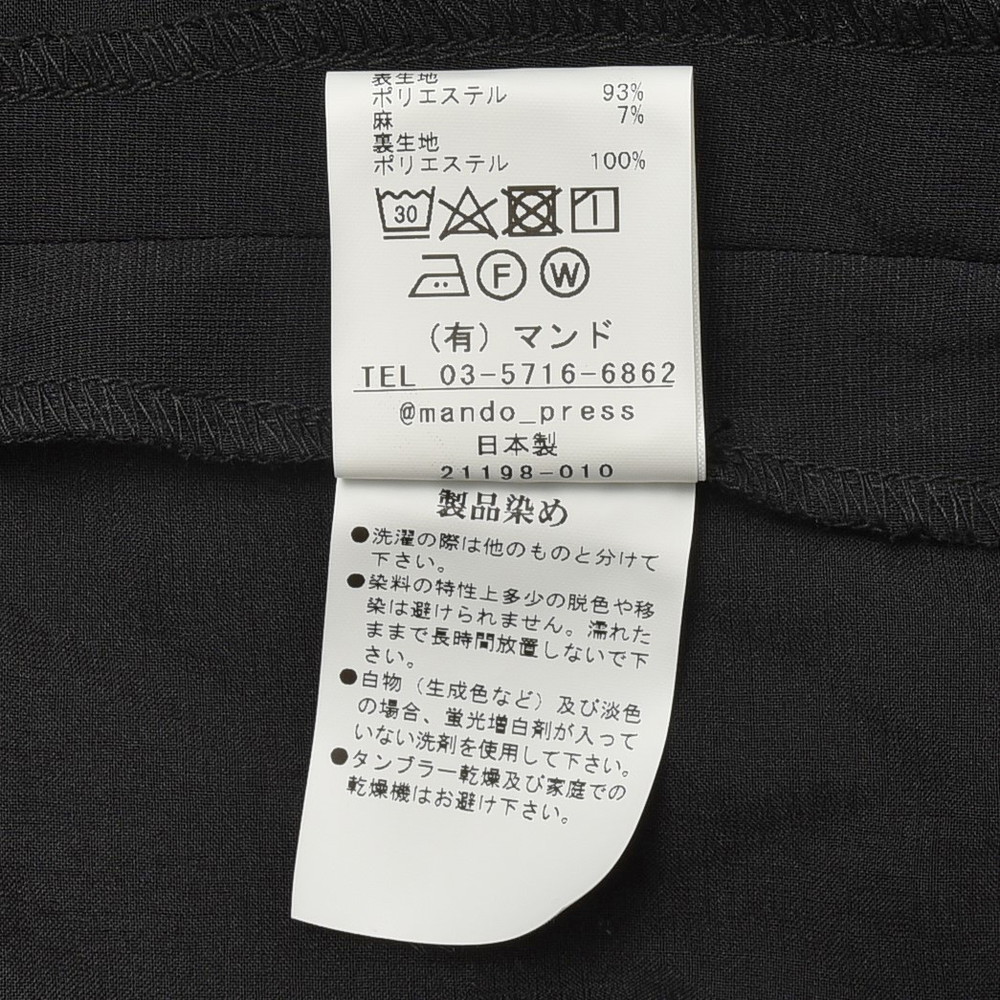 表生地
ポリエステル 93%
麻 7%
裏生地
ポリエステル 100%
30
F W
(有) マンド
TEL 03-5716-6862
@mando_press
日本製
21198-010
製品染め
●洗濯の際は他のものと分けて
下さい。
●染料の特性上多少の脱色や移
染は避けられません。濡れた
ままで長時間放置しないで下
さい。
●白物（生成色など）及び淡色
の場合、蛍光増白剤が入って
いない洗剤を使用して下さい。
●タンブラー乾燥及び家庭での
乾燥機はお避け下さい。